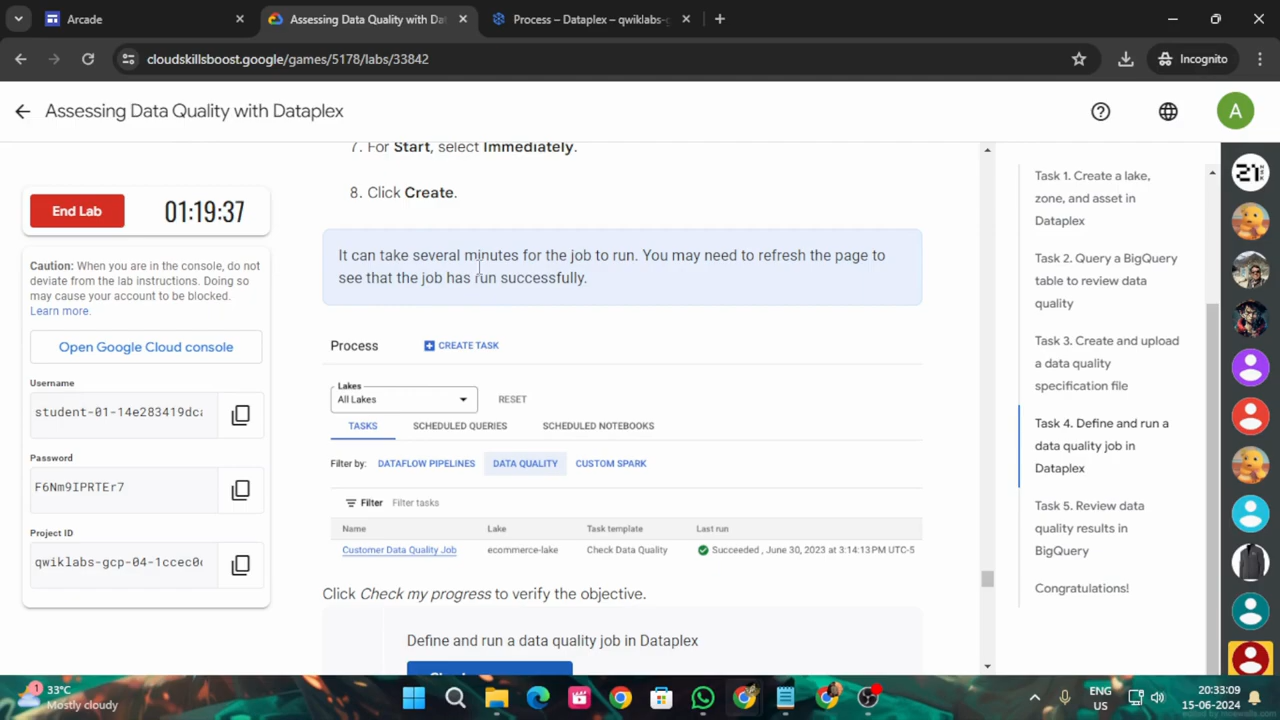 Arcade
Assessing Data Quality with Dat
Process – Dataplex – qwiklabs-g
cloudskillsboost.google/games/5178/labs/33842
Incognito
Assessing Data Quality with Dataplex
A
End Lab
01:19:37
Caution: When you are in the console, do not
deviate from the lab instructions. Doing so
may cause your account to be blocked.
Learn more.
Open Google Cloud console
Username
student-01-14e283419dca
Password
F6Nm9IPRTEr7
Project ID
qwiklabs-gcp-04-1ccec0c
7. For Start, select Immediately.
8. Click Create.
It can take several minutes for the job to run. You may need to refresh the page to
see that the job has run successfully.
Process
CREATE TASK
Lakes
All Lakes
RESET
TASKS
SCHEDULED QUERIES
SCHEDULED NOTEBOOKS
Filter by:
DATAFLOW PIPELINES
DATA QUALITY
CUSTOM SPARK
Filter
Filter tasks
Name
Lake
Task template
Last run
Customer Data Quality Job
ecommerce-lake
Check Data Quality
Succeeded , June 30, 2023 at 3:14:13 PM UTC-5
Click Check my progress to verify the objective.
Define and run a data quality job in Dataplex
Task 1. Create a lake,
zone, and asset in
Dataplex
Task 2. Query a BigQuery
table to review data
quality
Task 3. Create and upload
a data quality
specification file
Task 4. Define and run a
data quality job in
Dataplex
Task 5. Review data
quality results in
BigQuery
Congratulations!
21
1
33°C
Mostly cloudy
ENG
US
20:33:09
15-06-2024